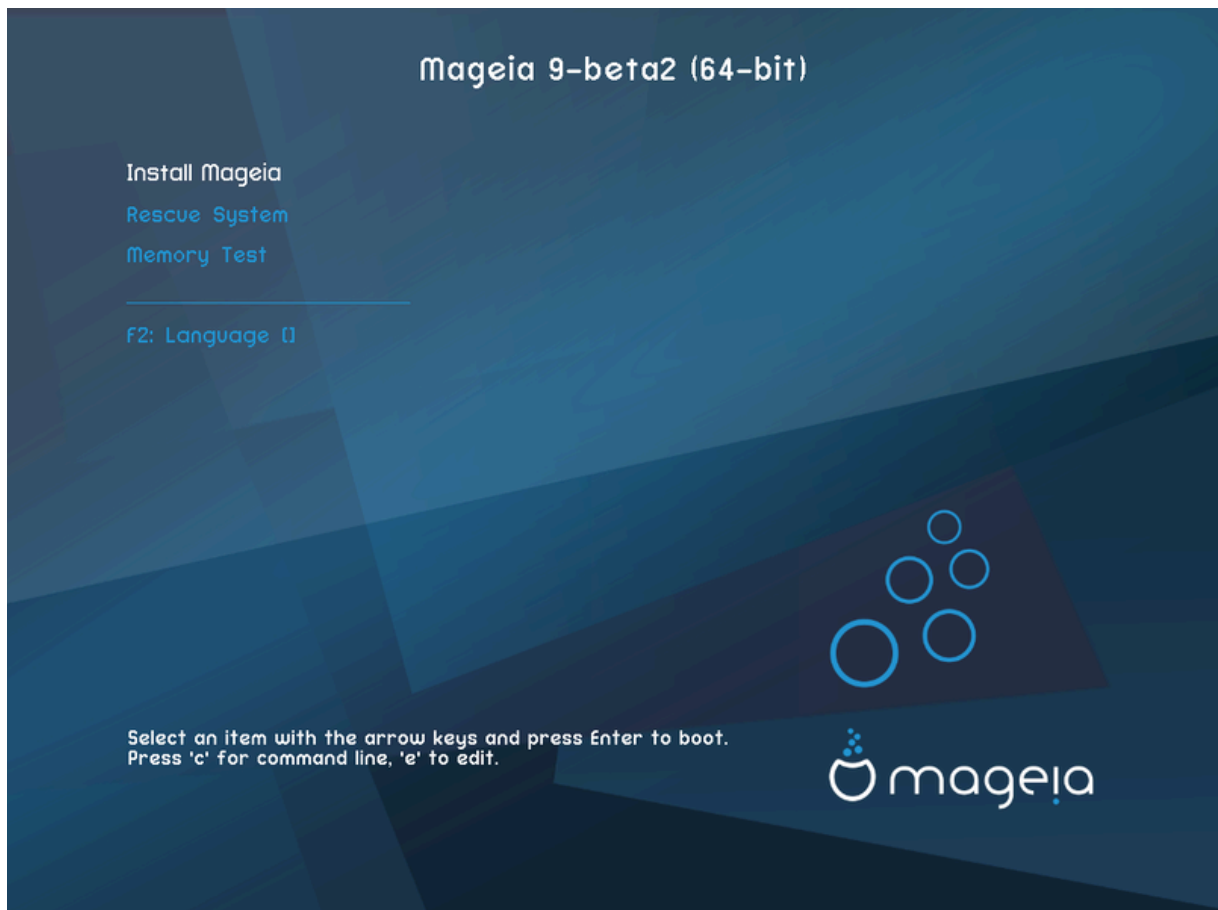 Mageia 9-beta2 (64-bit)
Install Mageia
Rescue System
Memory Test
F2: Language []
Select an item with the arrow keys and press Enter to boot.
Press 'c' for command line, 'e' to edit.
mageia